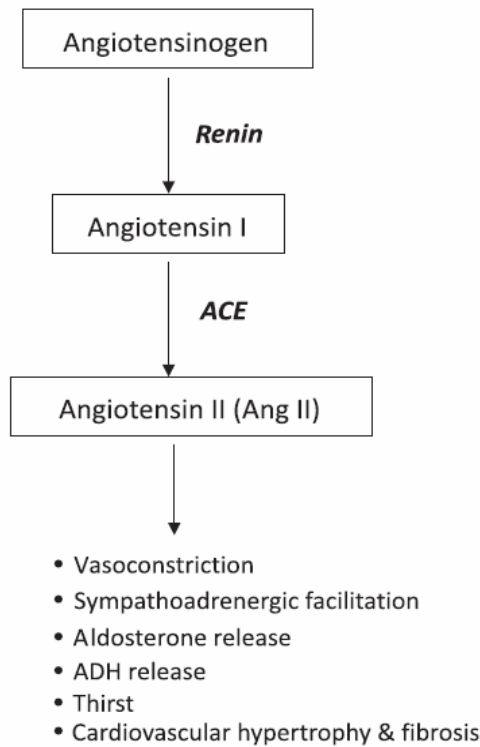 Angiotensinogen
Renin
Angiotensin I
ACE
Angiotensin II (Ang II)
• Vasoconstriction
• Sympathoadrenergic facilitation
• Aldosterone release
• ADH release
• Thirst
• Cardiovascular hypertrophy & fibrosis